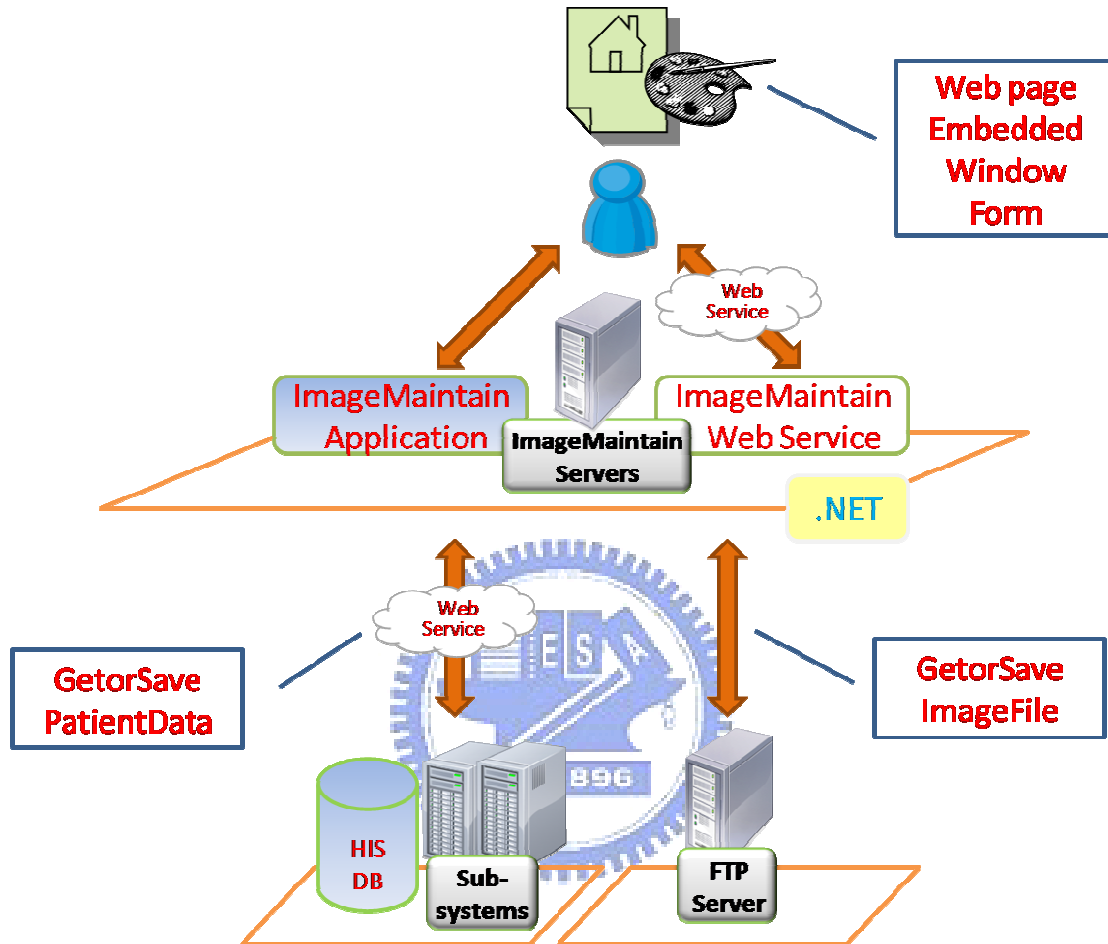 Web page
Embedded
Window
Form
Web
Service
ImageMaintain
Application
ImageMaintain
Servers
ImageMaintain
Web Service
.NET
Web
Service
GetorSave
PatientData
GetorSave
ImageFile
E S A
896
HIS
DB
Sub-
systems
FTP
Server